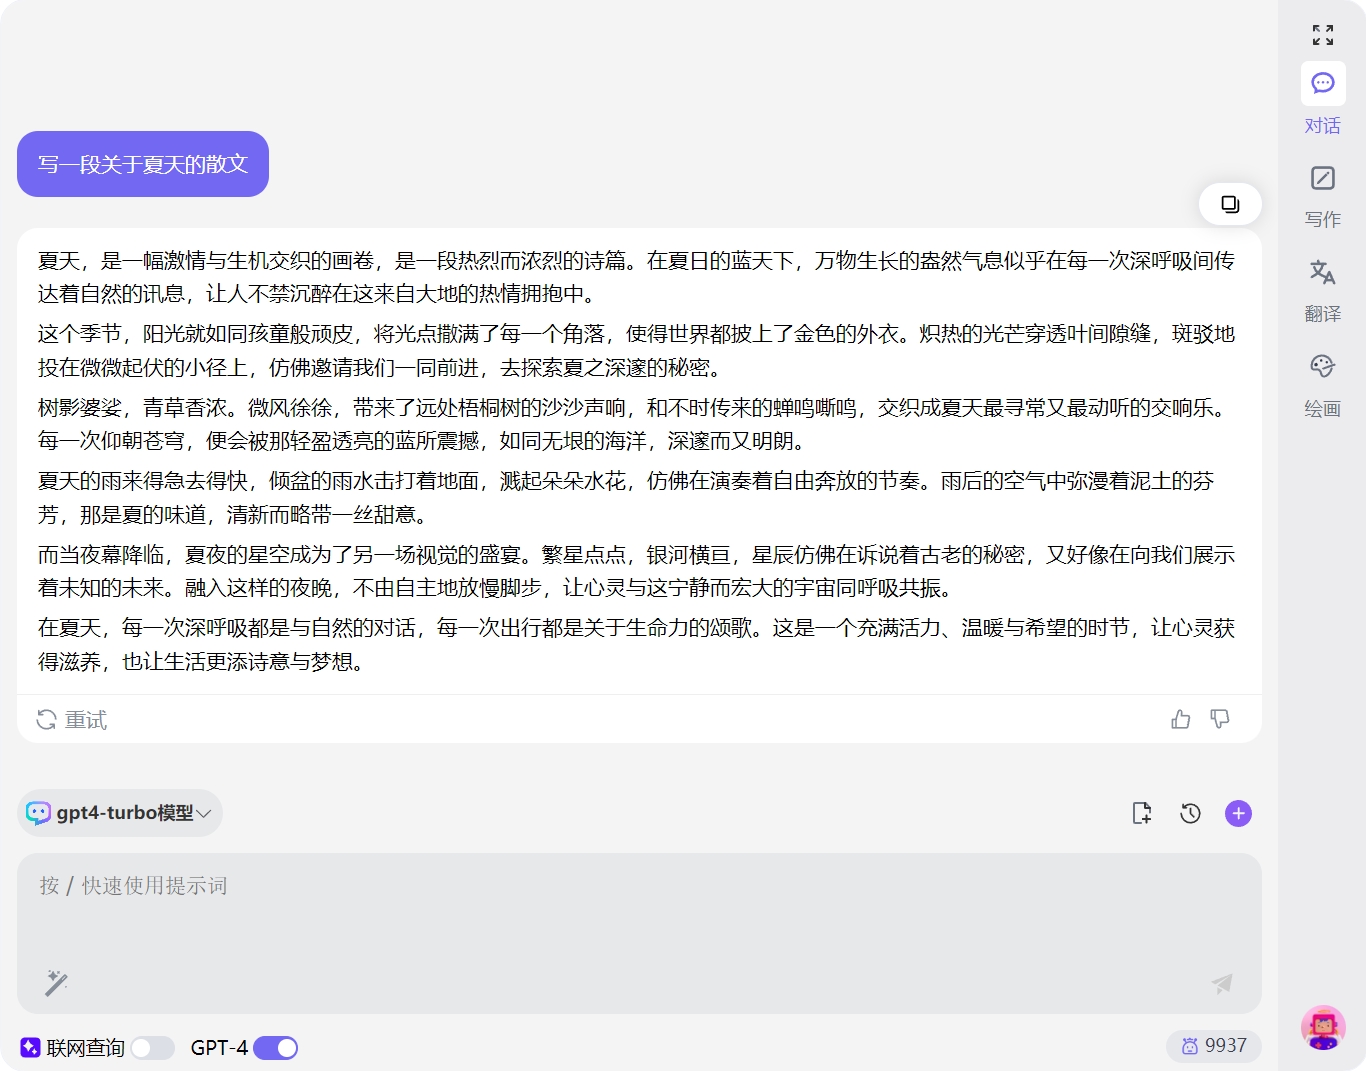 写一段关于夏天的散文
夏天，是一幅激情与生机交织的画卷，是一段热烈而浓烈的诗篇。在夏日的蓝天下，万物生长的盎然气息似乎在每一次深呼吸间传
达着自然的讯息，让人不禁沉醉在这来自大地的热情拥抱中。
这个季节，阳光就如同孩童般顽皮，将光点撒满了每一个角落，使得世界都披上了金色的外衣。炽热的光芒穿透叶间隙缝，斑驳地
投在微微起伏的小径上，仿佛邀请我们一同前进，去探索夏之深邃的秘密。
树影婆娑，青草香浓。微风徐徐，带来了远处梧桐树的沙沙声响，和不时传来的蝉鸣嘶鸣，交织成夏天最寻常又最动听的交响乐。
每一次仰朝苍穹，便会被那轻盈透亮的蓝所震撼，如同无垠的海洋，深邃而又明朗。
夏天的雨来得急去得快，倾盆的雨水击打着地面，溅起朵朵水花，仿佛在演奏着自由奔放的节奏。雨后的空气中弥漫着泥土的芬
芳，那是夏的味道，清新而略带一丝甜意。
而当夜幕降临，夏夜的星空成为了另一场视觉的盛宴。繁星点点，银河横亘，星辰仿佛在诉说着古老的秘密，又好像在向我们展示
着未知的未来。融入这样的夜晚，不由自主地放慢脚步，让心灵与这宁静而宏大的宇宙同呼吸共振。
在夏天，每一次深呼吸都是与自然的对话，每一次出行都是关于生命力的颂歌。这是一个充满活力、温暖与希望的时节，让心灵获
得滋养，也让生活更添诗意与梦想。
重试
gpt4-turbo模型
按 / 快速使用提示词
联网查询
GPT-4
9937
对话
写作
翻译
绘画